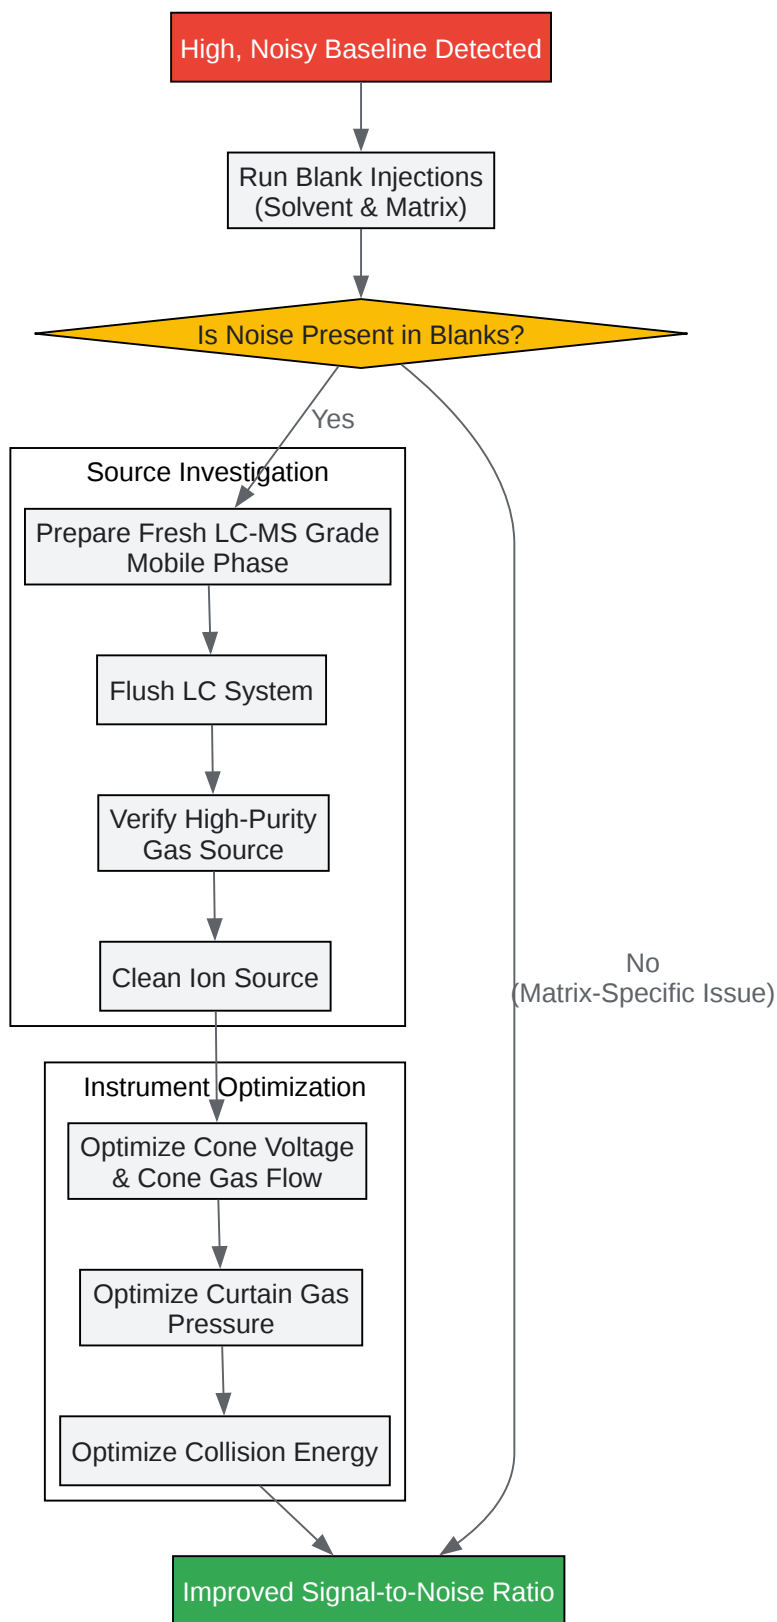 High, Noisy Baseline Detected
Run Blank Injections
(Solvent & Matrix)
Is Noise Present in Blanks?
Yes
Source Investigation
Prepare Fresh LC-MS Grade
Mobile Phase
Flush LC System
Verify High-Purity
Gas Source
Clean Ion Source
No
(Matrix-Specific Issue)
Instrument Optimization
Optimize Cone Voltage
& Cone Gas Flow
Optimize Curtain Gas
Pressure
Optimize Collision Energy
Improved Signal-to-Noise Ratio